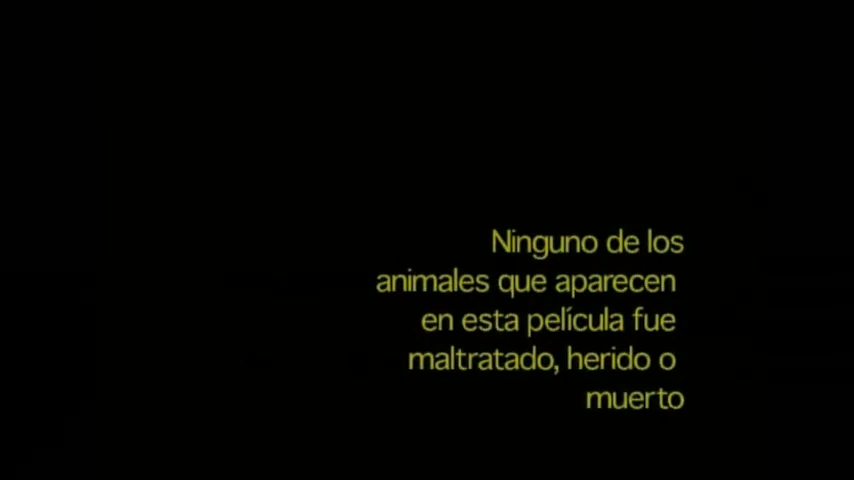 Ninguno de los
animales que aparecen
en esta película fue
maltratado, herido o
muerto